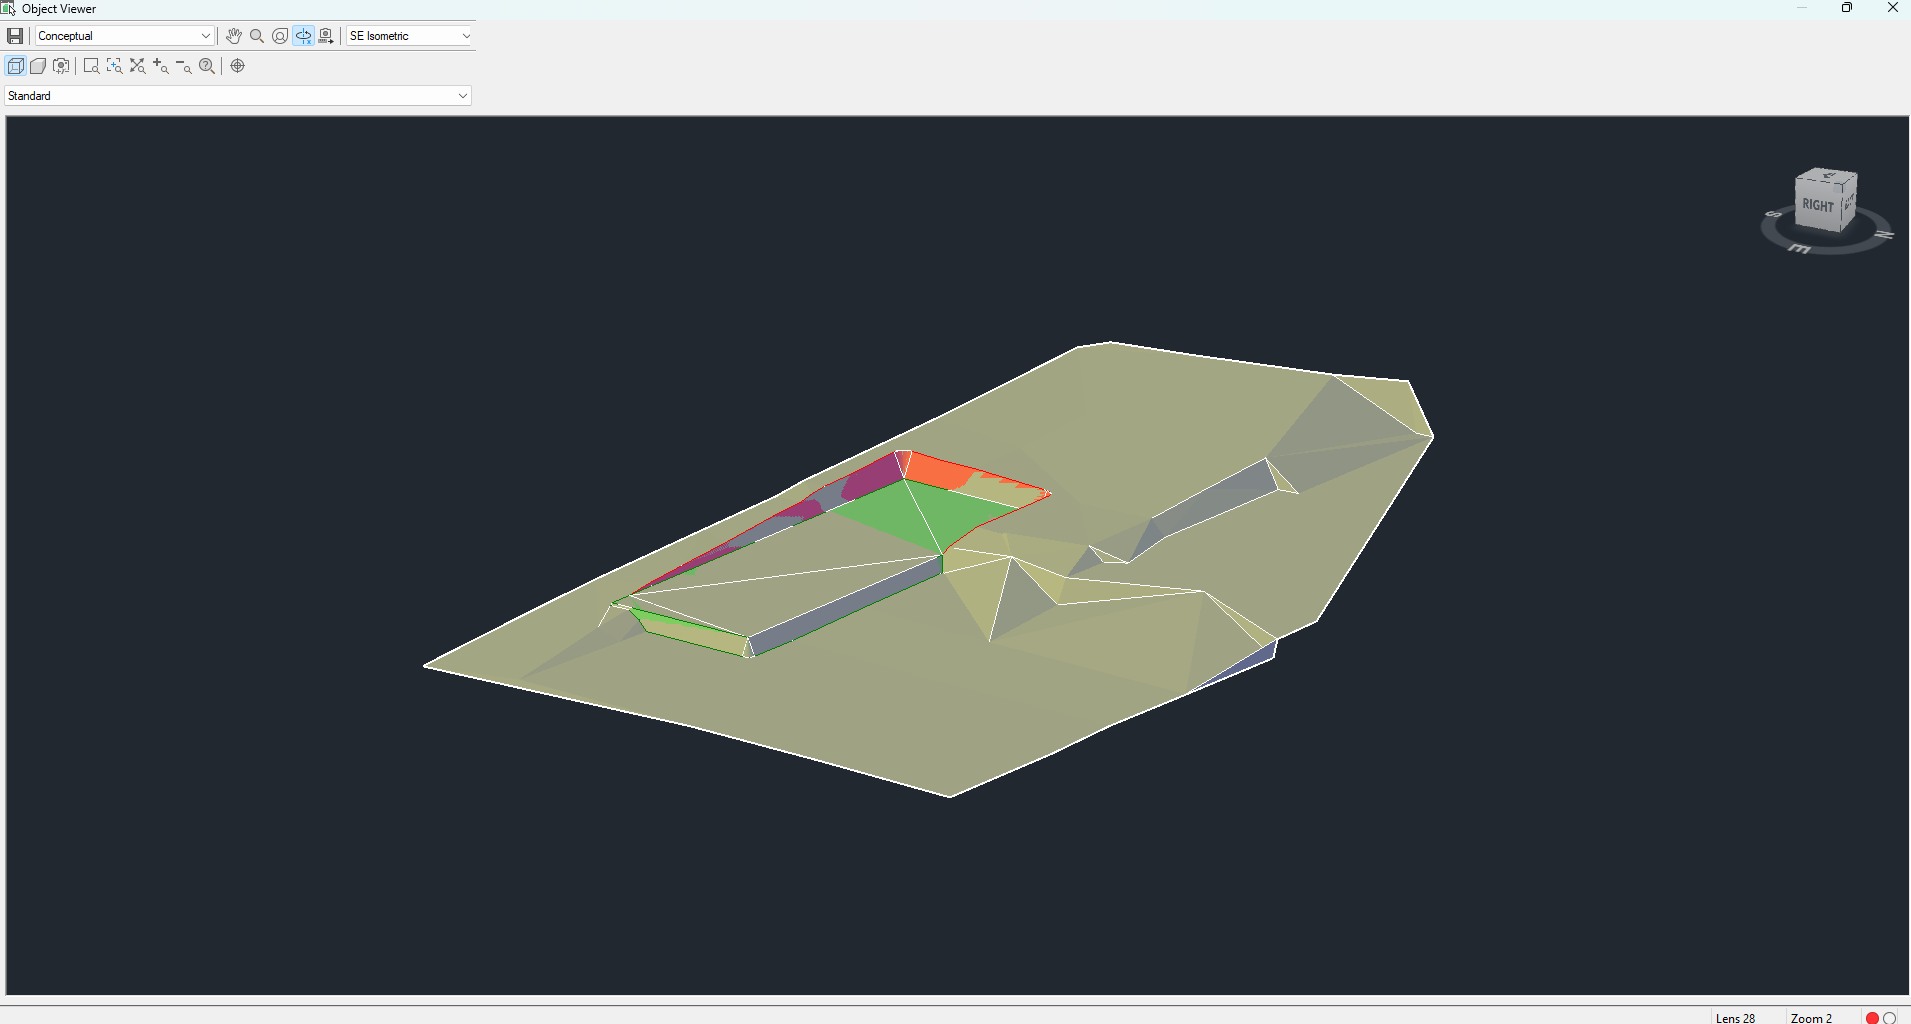 Object Viewer
Conceptual
SE Isometric
Standard
RIGHT
S
E
N
Lens 28
Zoom 2